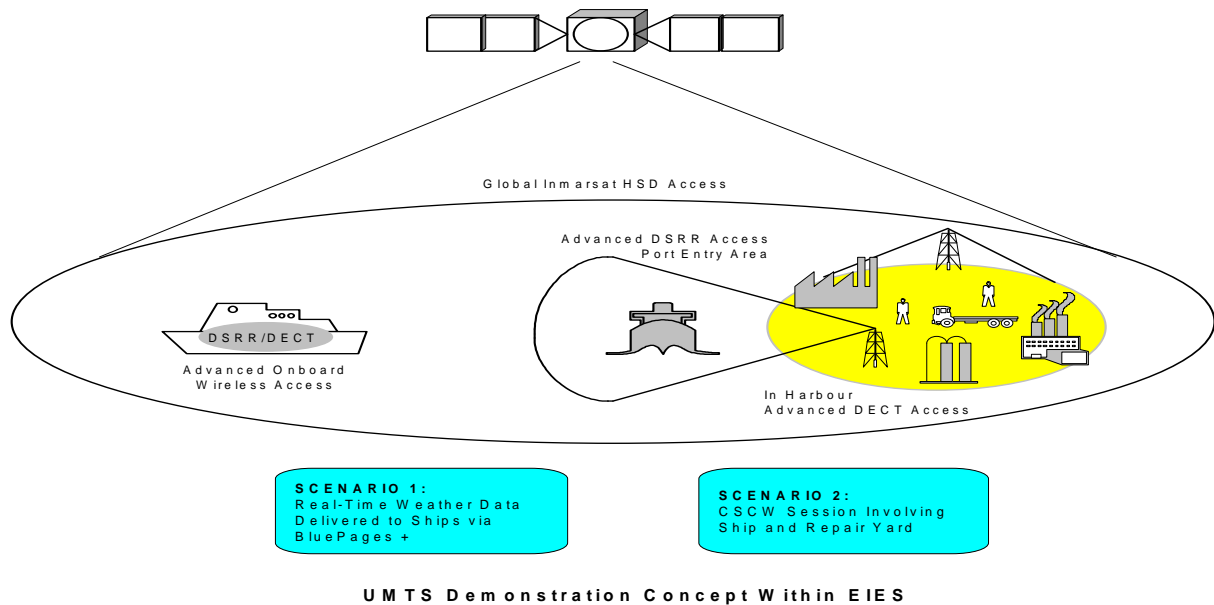 Global Inmarsat HSD Access
Advanced DSRR Access
Port Entry Area
DSRR/DECT
Advanced Onboard
Wireless Access
In Harbour
Advanced DECT Access
SCENARIO 1:
Real-Time Weather Data
Delivered to Ships via
BluePages +
SCENARIO 2:
CSCW Session Involving
Ship and Repair Yard
UMTS Demonstration Concept Within EIES